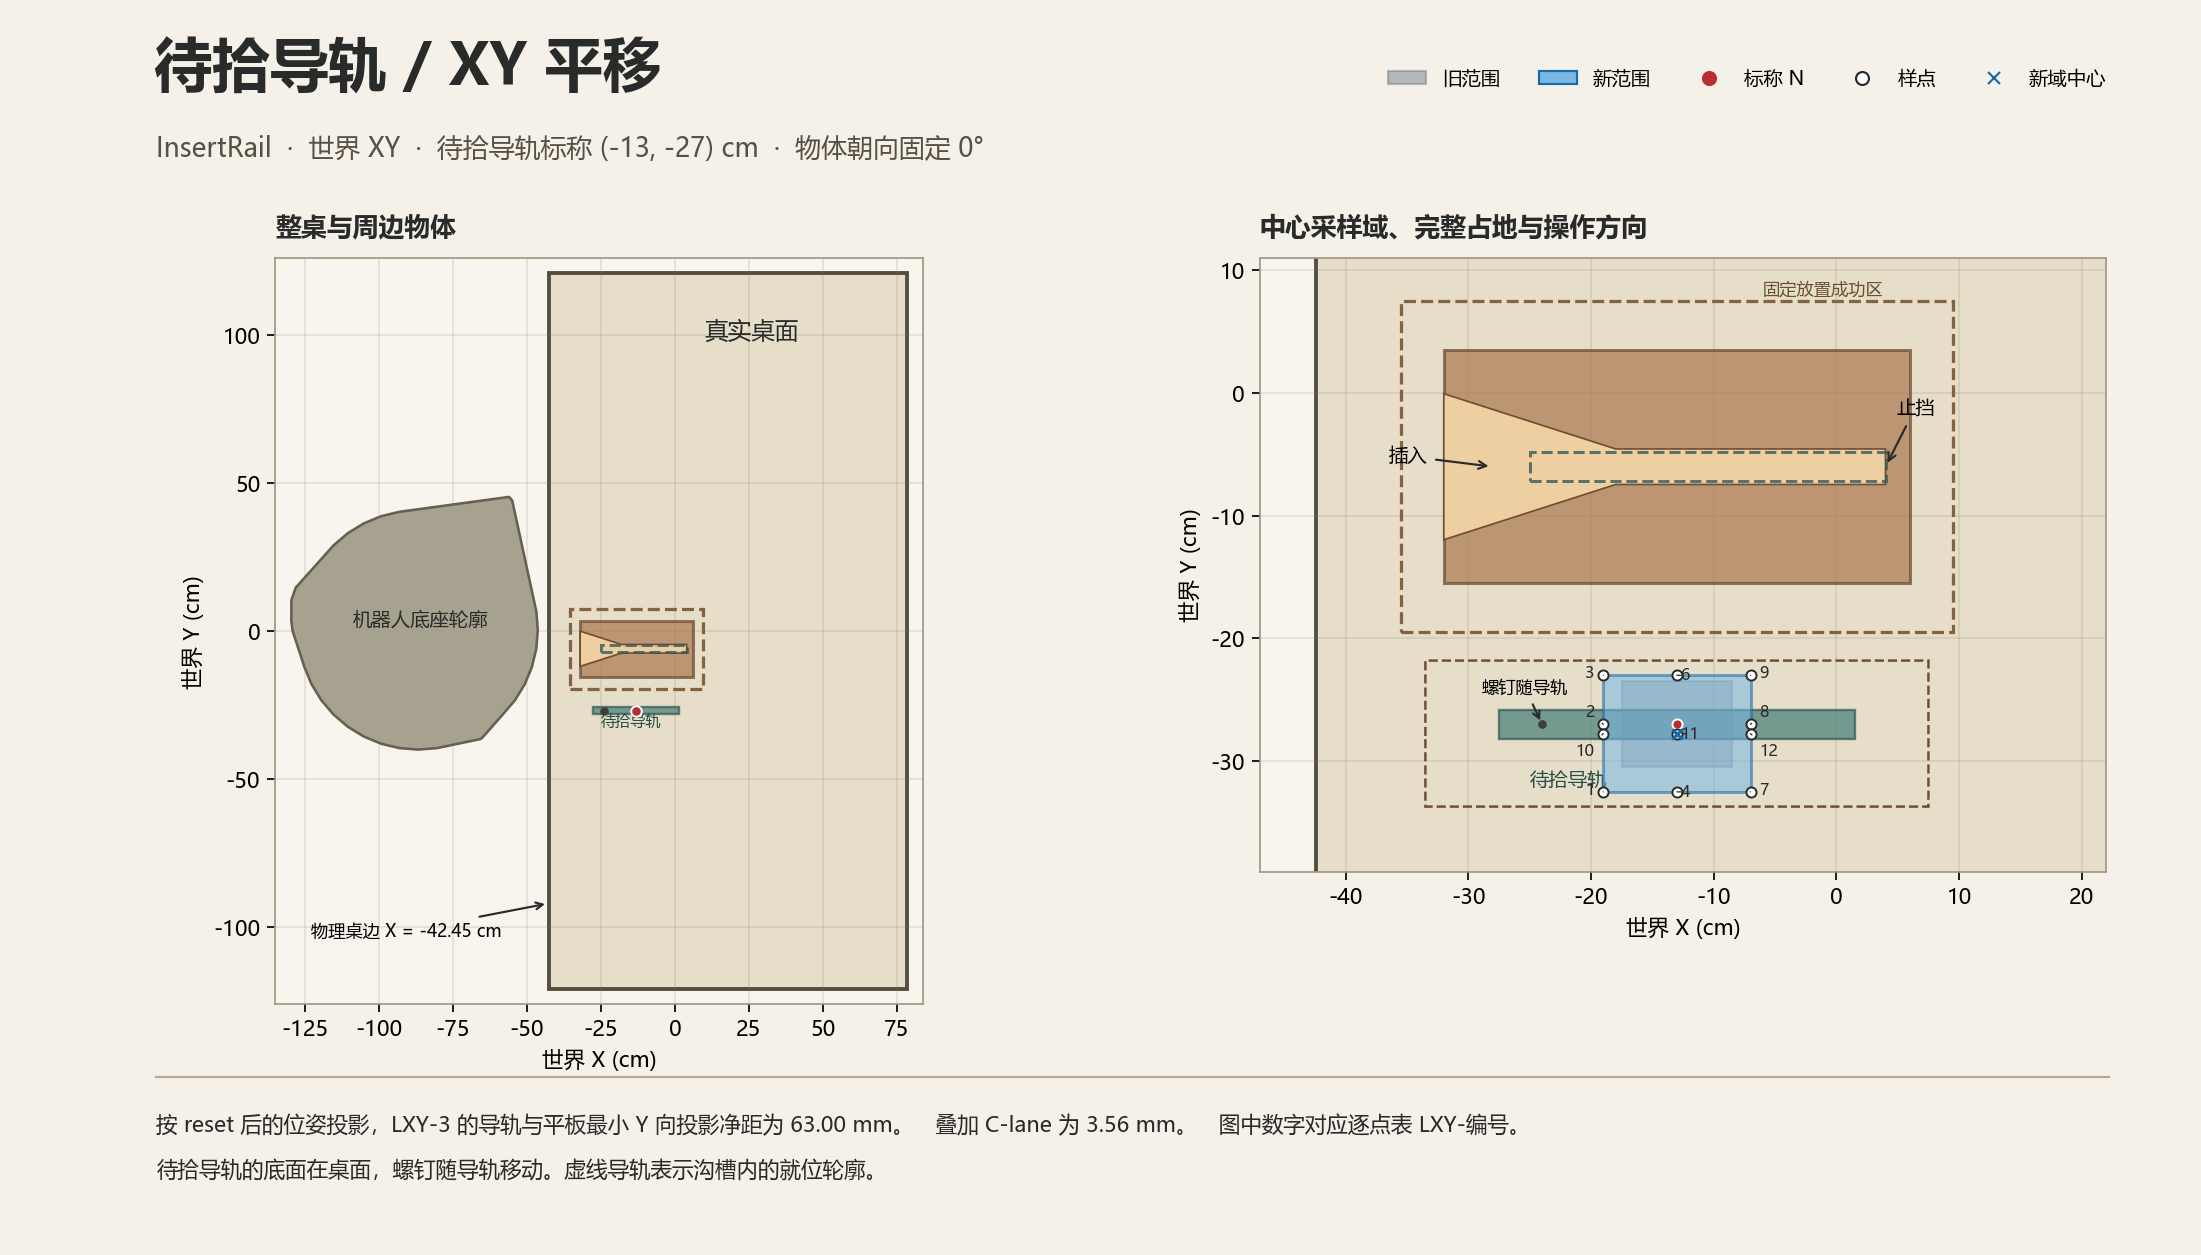 待拾导轨 / XY 平移
旧范围 新范围 标称 N 样点 新域中心
InsertRail · 世界 XY · 待拾导轨标称 (-13, -27) cm · 物体朝向固定 0°
整桌与周边物体
真实桌面
机器人底座轮廓
待拾导轨
物理桌边 X = -42.45 cm
100
50
0
-50
-100
世界 Y (cm)
-125 -100 -75 -50 -25 0 25 50 75
世界 X (cm)
中心采样域、完整占地与操作方向
固定放置成功区
止挡
插入
螺钉随导轨
待拾导轨
3 6 9
2 8
11
10 12
1 4 7
10
0
-10
-20
-30
世界 Y (cm)
-40 -30 -20 -10 0 10 20
世界 X (cm)
按 reset 后的位姿投影，LXY-3 的导轨与平板最小 Y 向投影净距为 63.00 mm。 叠加 C-lane 为 3.56 mm。 图中数字对应逐点表 LXY-编号。
待拾导轨的底面在桌面，螺钉随导轨移动。虚线导轨表示沟槽内的就位轮廓。